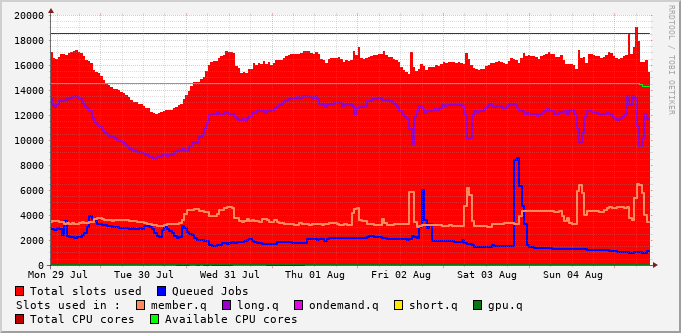 20000
18000
16000
14000
12000
10000
8000
6000
4000
2000
0
Mon 29 Jul Tue 30 Jul Wed 31 Jul Thu 01 Aug Fri 02 Aug Sat 03 Aug Sun 04 Aug
RRDTOOL / TOBI OETIKER
Total slots used Queued Jobs
Slots used in : member.q long.q ondemand.q short.q gpu.q
Total CPU cores Available CPU cores